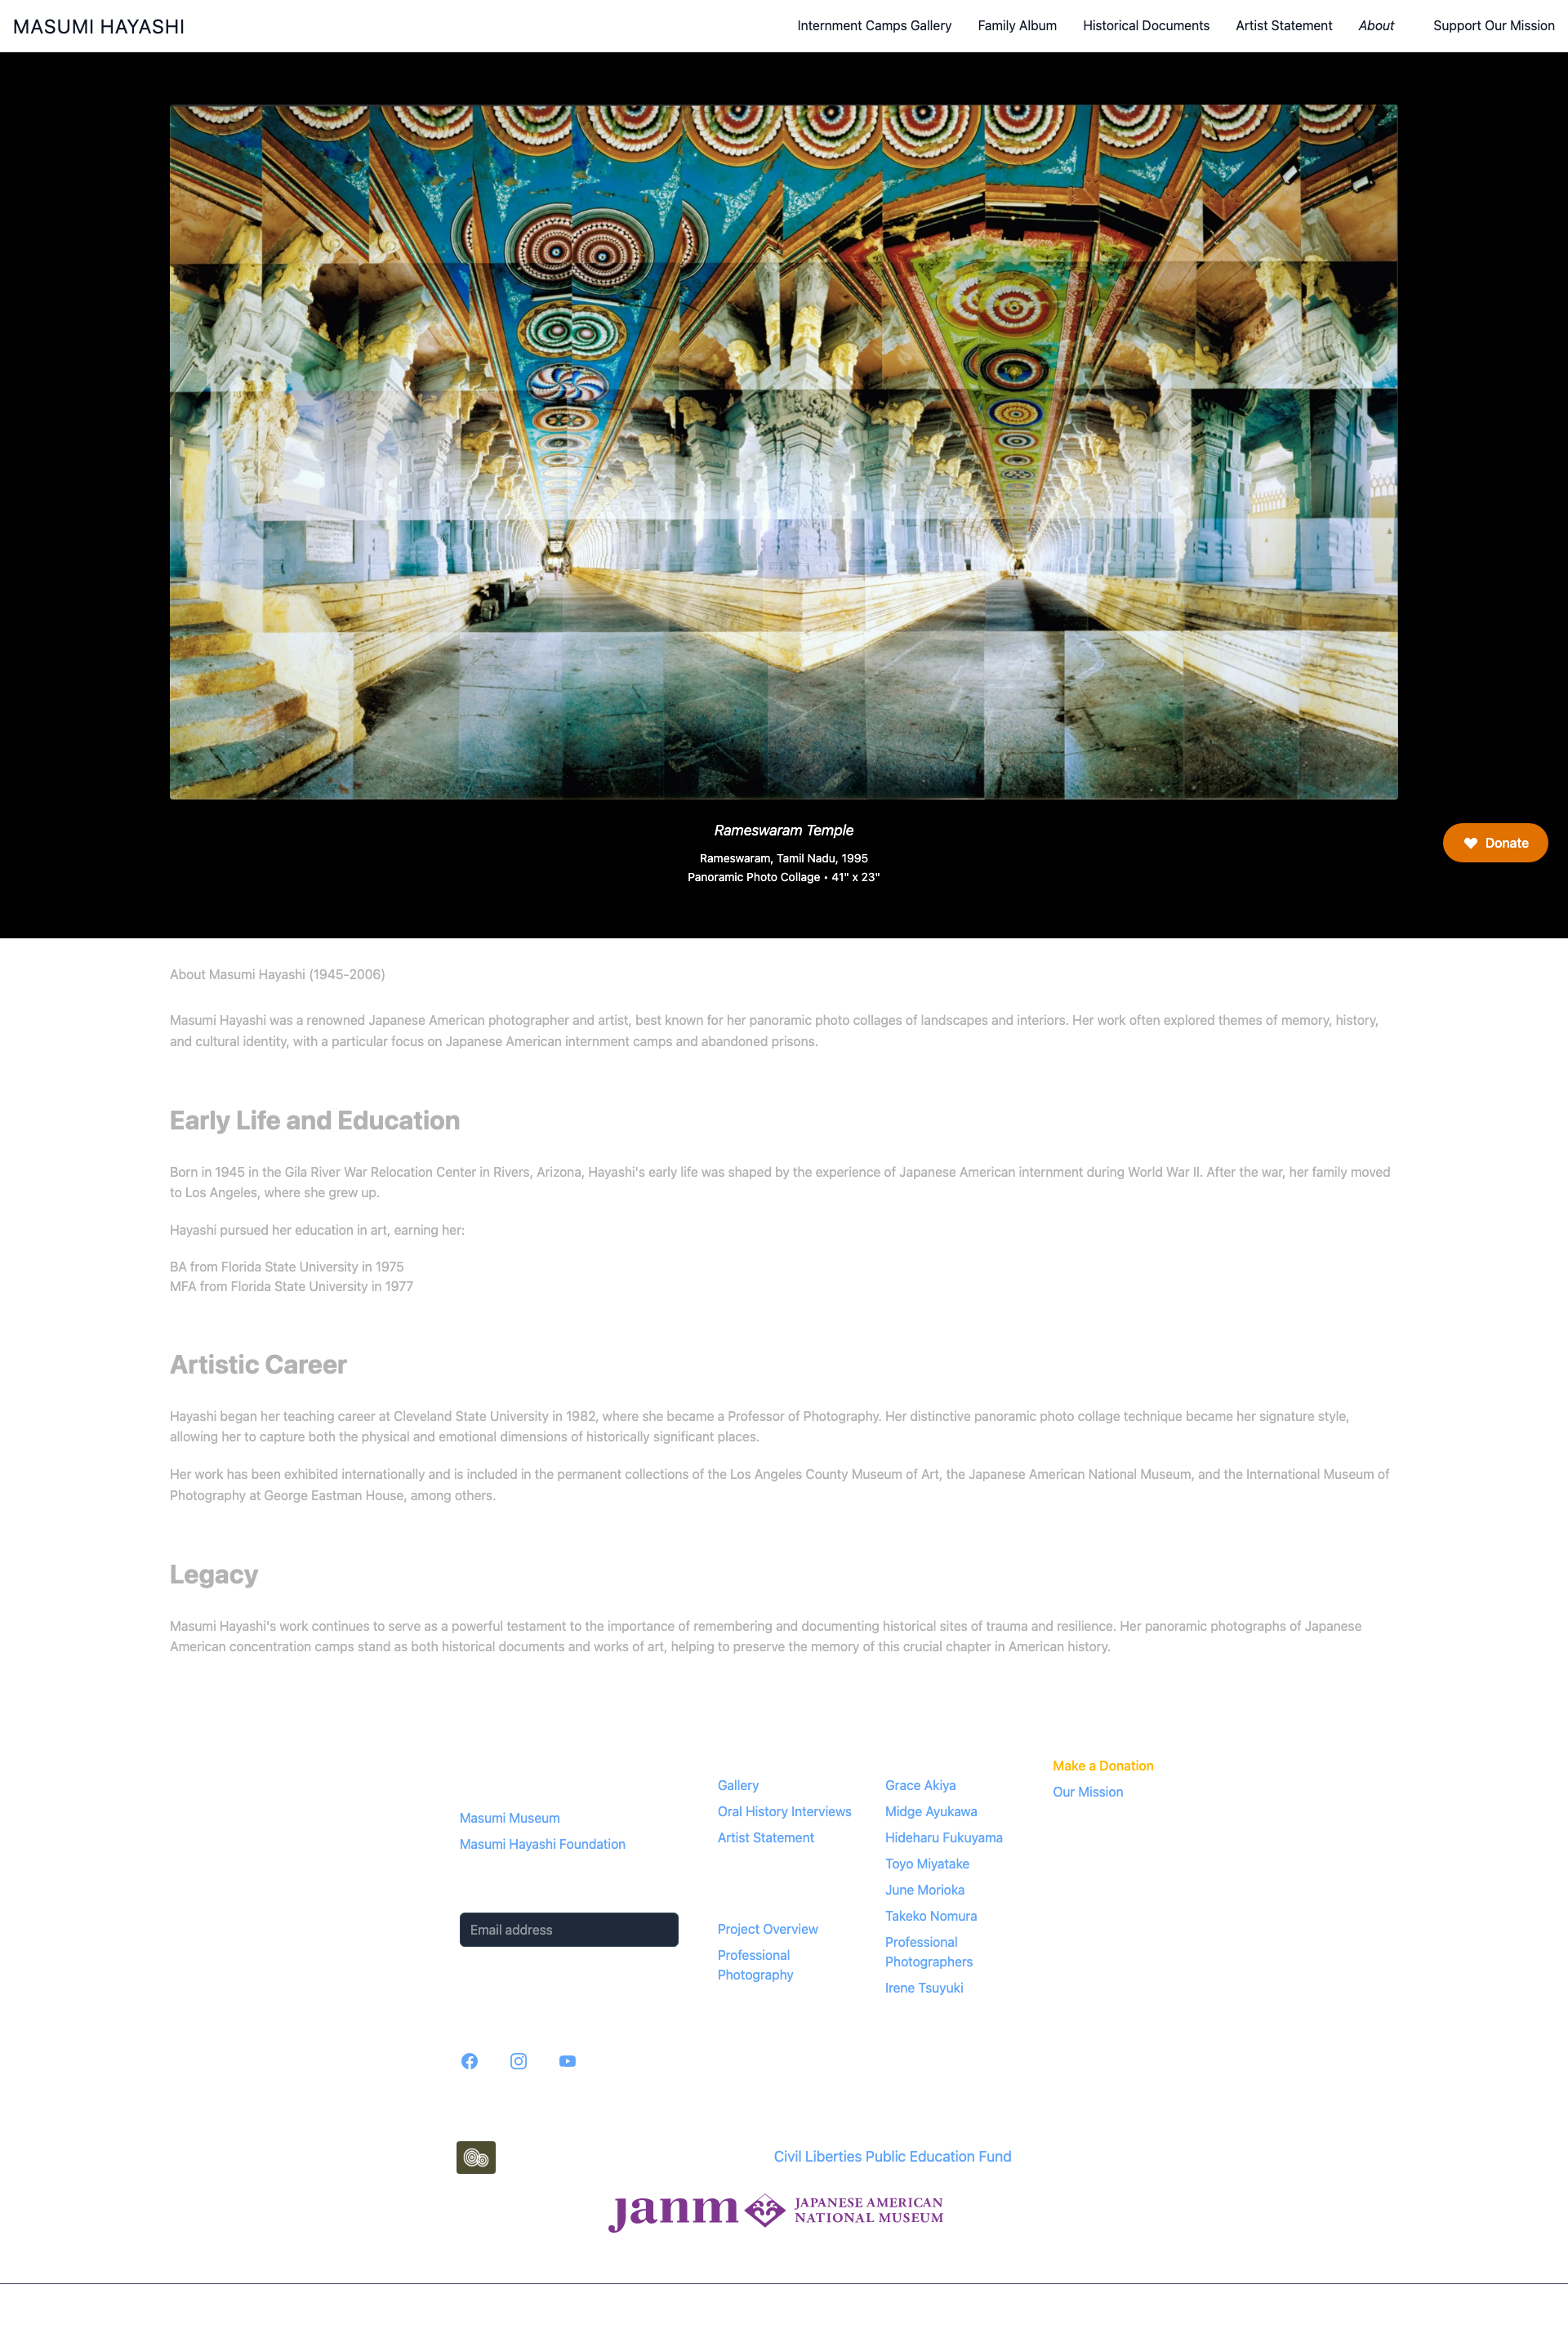 MASUMI HAYASHI
Internment Camps Gallery
Family Album
Historical Documents
Artist Statement
About
Support Our Mission
Rameswaram Temple
Rameswaram, Tamil Nadu, 1995
Panoramic Photo Collage • 41" x 23"
Donate
About Masumi Hayashi (1945-2006)
Masumi Hayashi was a renowned Japanese American photographer and artist, best known for her panoramic photo collages of landscapes and interiors. Her work often explored themes of memory, history,
and cultural identity, with a particular focus on Japanese American internment camps and abandoned prisons.
Early Life and Education
Born in 1945 in the Gila River War Relocation Center in Rivers, Arizona, Hayashi's early life was shaped by the experience of Japanese American internment during World War II. After the war, her family moved
to Los Angeles, where she grew up.
Hayashi pursued her education in art, earning her:
BA from Florida State University in 1975
MFA from Florida State University in 1977
Artistic Career
Hayashi began her teaching career at Cleveland State University in 1982, where she became a Professor of Photography. Her distinctive panoramic photo collage technique became her signature style,
allowing her to capture both the physical and emotional dimensions of historically significant places.
Her work has been exhibited internationally and is included in the permanent collections of the Los Angeles County Museum of Art, the Japanese American National Museum, and the International Museum of
Photography at George Eastman House, among others.
Legacy
Masumi Hayashi's work continues to serve as a powerful testament to the importance of remembering and documenting historical sites of trauma and resilience. Her panoramic photographs of Japanese
American concentration camps stand as both historical documents and works of art, helping to preserve the memory of this crucial chapter in American history.
Masumi Museum
Masumi Hayashi Foundation
Email address
Gallery
Oral History Interviews
Artist Statement
Project Overview
Professional
Photography
Grace Akiya
Midge Ayukawa
Hideharu Fukuyama
Toyo Miyatake
June Morioka
Takeko Nomura
Professional
Photographers
Irene Tsuyuki
Make a Donation
Our Mission
Civil Liberties Public Education Fund
janm
JAPANESE AMERICAN
NATIONAL MUSEUM